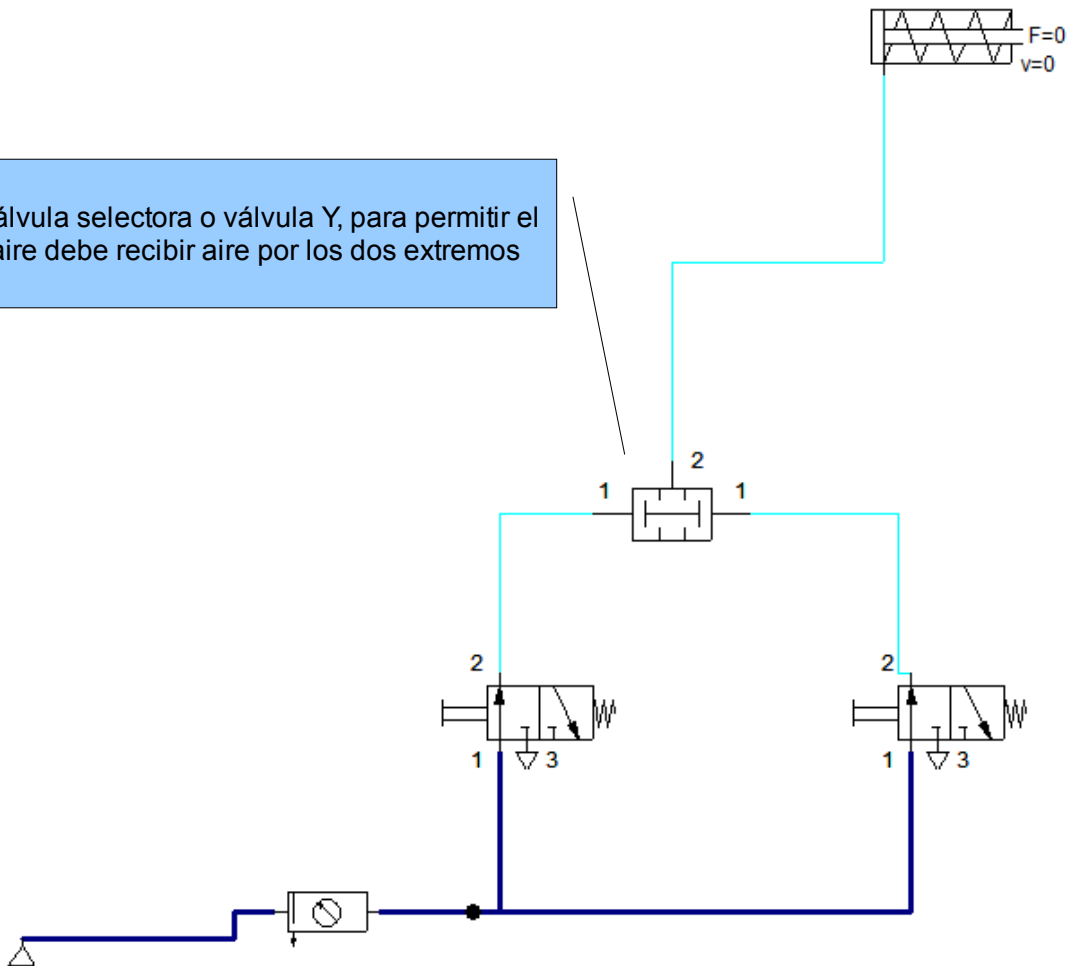 F=0
v=0
álvula selectora o válvula Y, para permitir el
aire debe recibir aire por los dos extremos
2
1 1
2 2
1 3 1 3